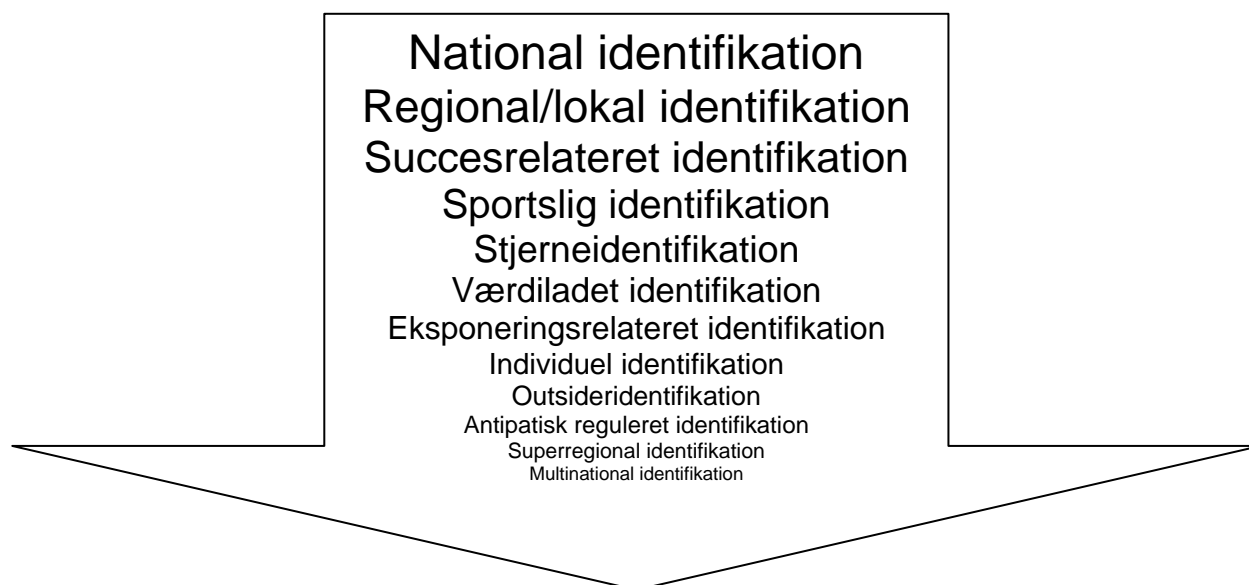 National identifikation
Regional/lokal identifikation
Succesrelateret identifikation
Sportslig identifikation
Stjerneidentifikation
Værdiladet identifikation
Eksponeringsrelateret identifikation
Individuel identifikation
Outsideridentifikation
Antipatisk reguleret identifikation
Superregional identifikation
Multinational identifikation